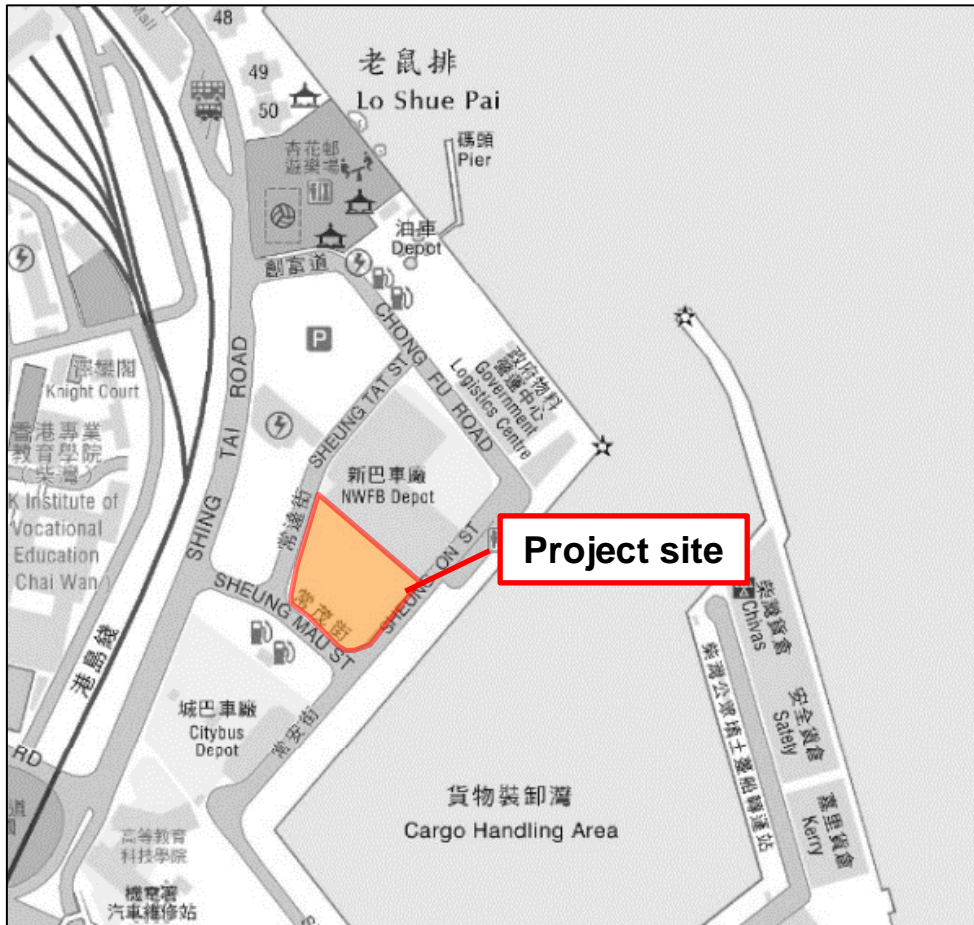 Mall
48
49
50
老鼠排
Lo Shue Pai
碼頭
Pier
杏花邨
遊樂場
油庫
Depot
創富道
CHONG FU ROAD
P
SHING TAI ROAD
SHEUNG TAT ST
常達街
政府物料
營運中心
Government
Logistics Centre
Knight Court
香港專業
教育學院
(柴灣)
K Institute of
Vocational
Education
Chai Wan)
新巴車廠
NWFB Depot
SHEUNG ON ST
Project site
SHEUNG MAU ST
常茂街
港島綫
城巴車廠
Citybus
Depot
常安街
RD
道
高等教育
科技學院
機電署
汽車維修站
貨物裝卸灣
Cargo Handling Area
柴灣公眾填土躉船轉運站
柴灣貨倉
Chivas
安全貨倉
Safety
嘉里貨倉
Kerry